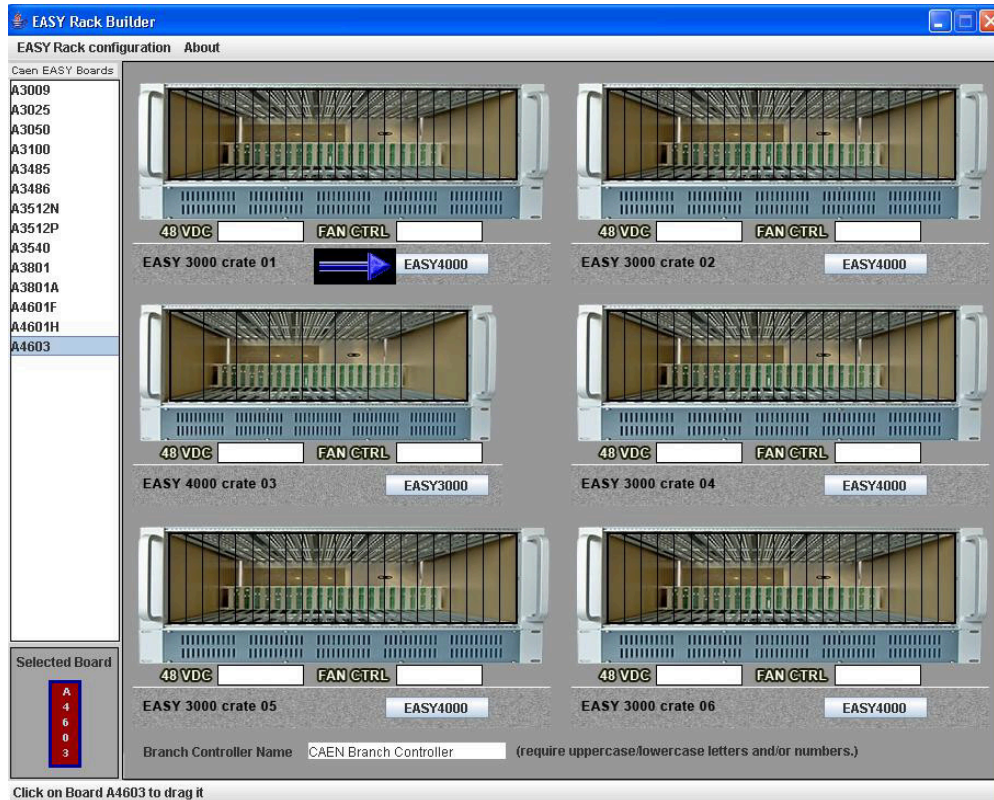 EASY Rack Builder
EASY Rack configuration About
Caen EASY Boards
A3009
A3025
A3050
A3100
A3485
A3486
A3512N
A3512P
A3540
A3801
A3801A
A4601F
A4601H
A4603
48 VDC FAN CTRL
EASY 3000 crate 01 EASY4000
48 VDC FAN CTRL
EASY 3000 crate 02 EASY4000
48 VDC FAN CTRL
EASY 4000 crate 03 EASY3000
48 VDC FAN CTRL
EASY 3000 crate 04 EASY4000
48 VDC FAN CTRL
EASY 3000 crate 05 EASY4000
48 VDC FAN CTRL
EASY 3000 crate 06 EASY4000
Selected Board
A
4
6
0
3
Branch Controller Name CAEN Branch Controller (require uppercase/lowercase letters and/or numbers.)
Click on Board A4603 to drag it